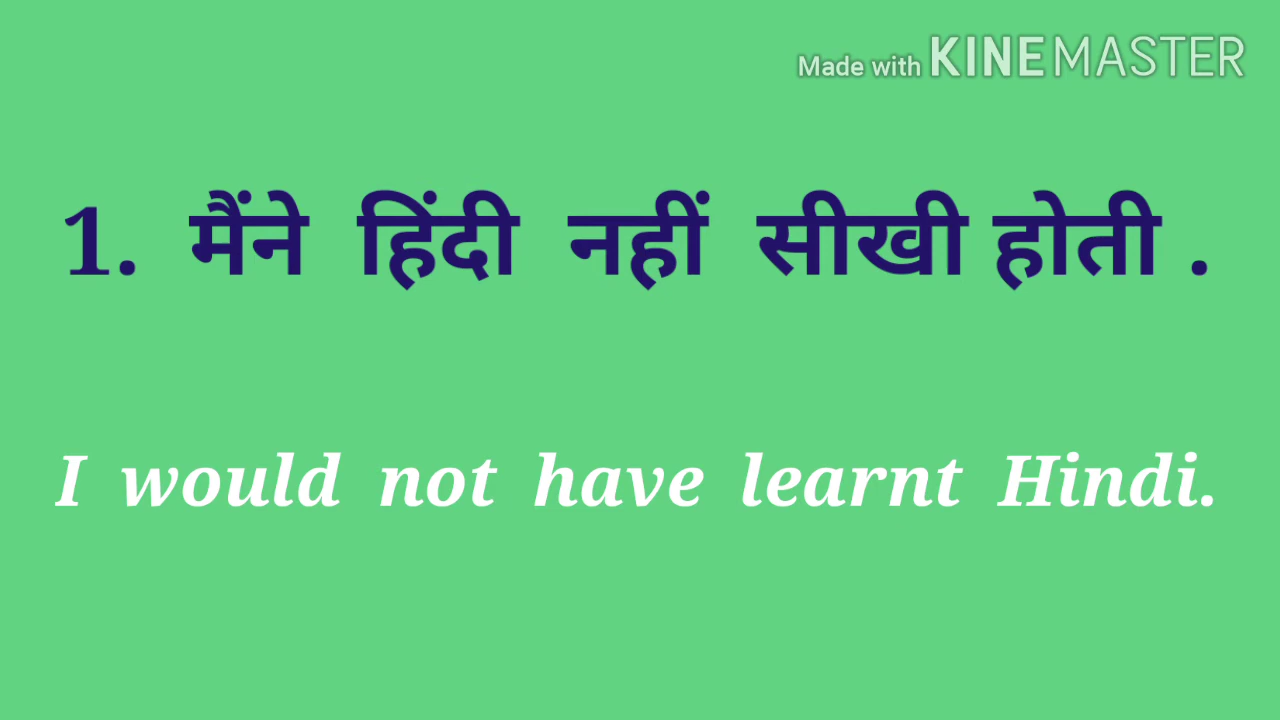 Made with KINEMASTER
1. मैंने हिंदी नहीं सीखी होती .
I would not have learnt Hindi.